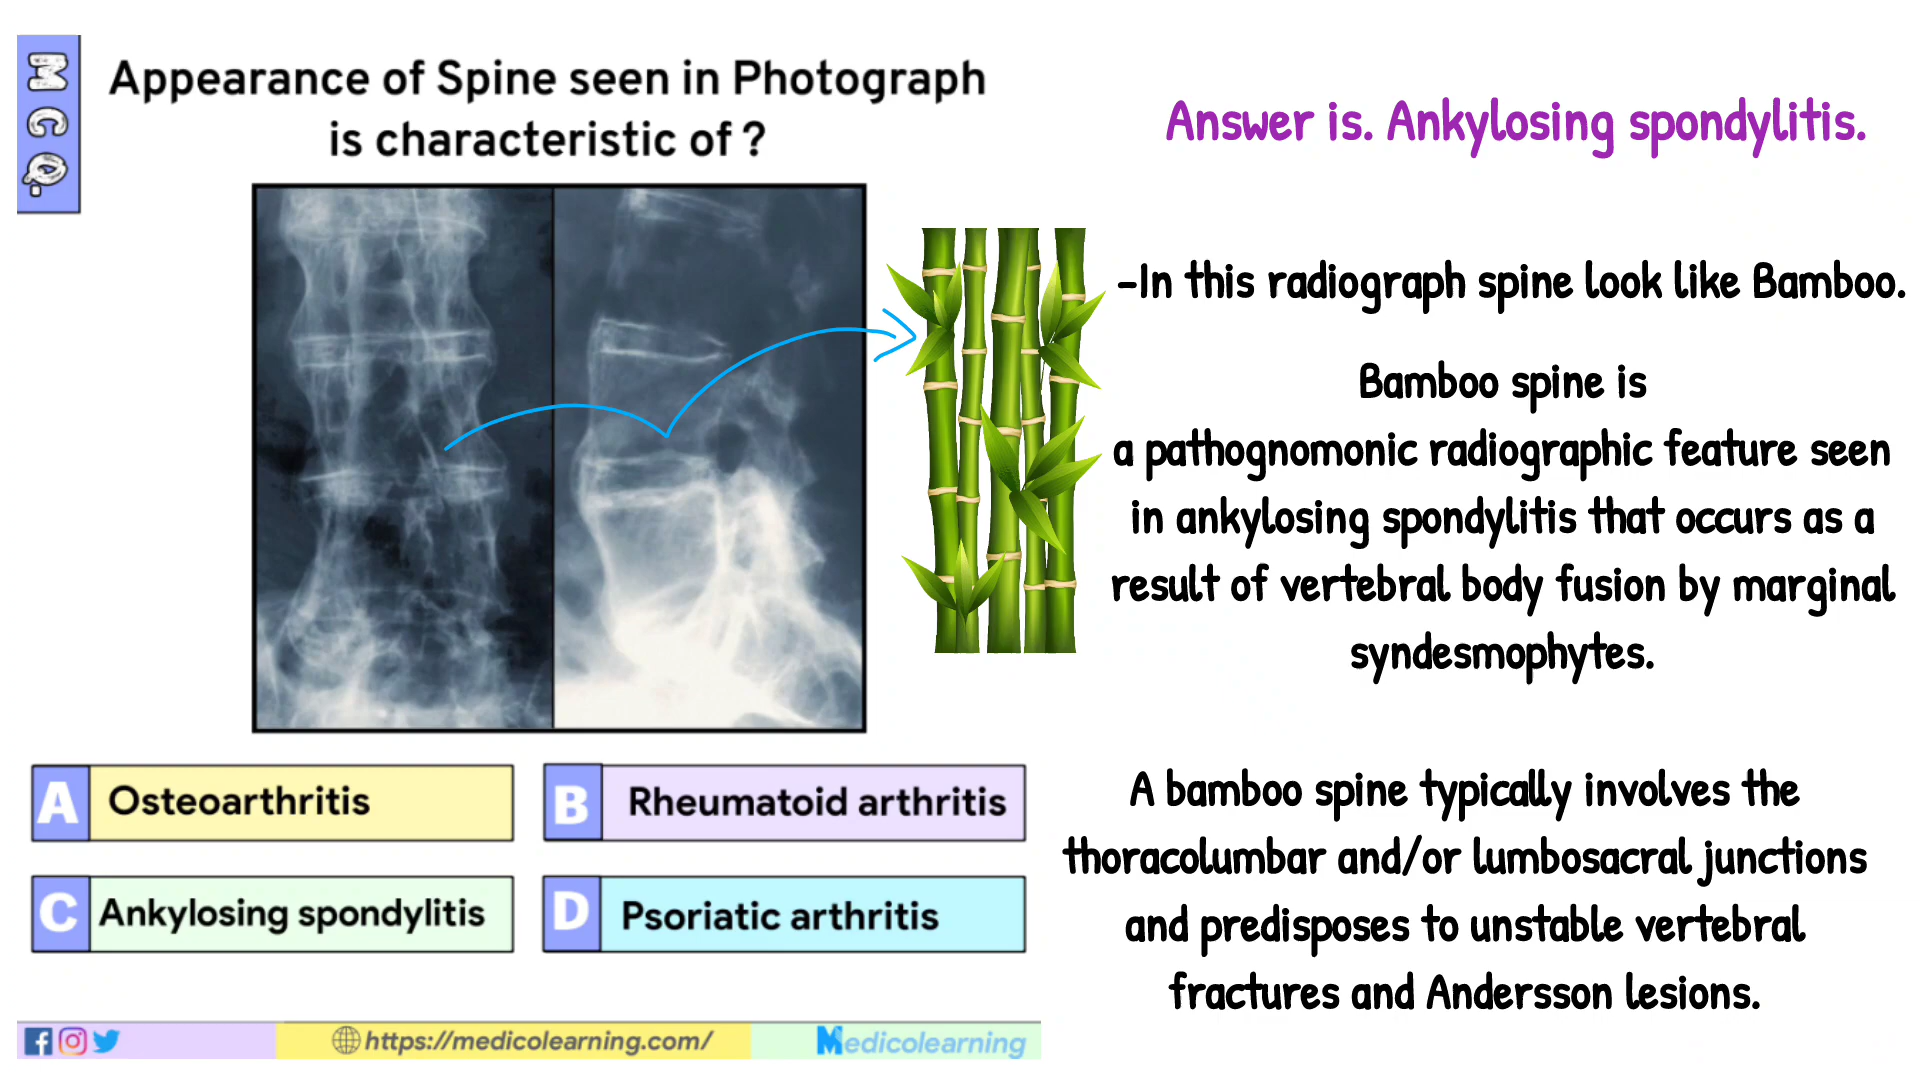 MCQ
Appearance of Spine seen in Photograph
is characteristic of ?
A Osteoarthritis
B Rheumatoid arthritis
C Ankylosing spondylitis
D Psoriatic arthritis
https://medicolearning.com/
Medicolearning
Answer is. Ankylosing spondylitis.
-In this radiograph spine look like Bamboo.
Bamboo spine is
a pathognomonic radiographic feature seen
in ankylosing spondylitis that occurs as a
result of vertebral body fusion by marginal
syndesmophytes.
A bamboo spine typically involves the
thoracolumbar and/or lumbosacral junctions
and predisposes to unstable vertebral
fractures and Andersson lesions.